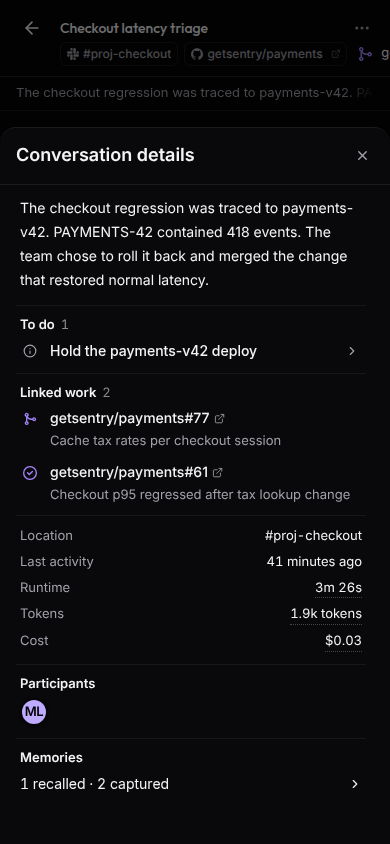 Checkout latency triage
#proj-checkout getsentry/payments g
The checkout regression was traced to payments-v42. PA
Conversation details
The checkout regression was traced to payments-
v42. PAYMENTS-42 contained 418 events. The
team chose to roll it back and merged the change
that restored normal latency.
To do 1
Hold the payments-v42 deploy
Linked work 2
getsentry/payments#77
Cache tax rates per checkout session
getsentry/payments#61
Checkout p95 regressed after tax lookup change
Location #proj-checkout
Last activity 41 minutes ago
Runtime 3m 26s
Tokens 1.9k tokens
Cost $0.03
Participants
ML
Memories
1 recalled · 2 captured